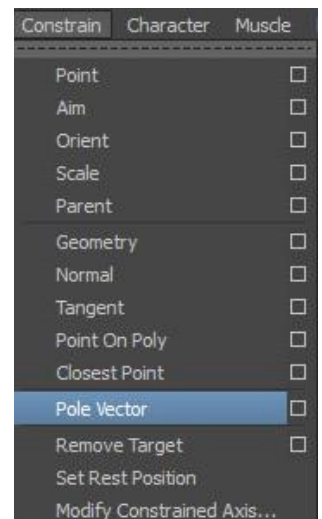 Constrain Character Muscle
Point
Aim
Orient
Scale
Parent
Geometry
Normal
Tangent
Point On Poly
Closest Point
Pole Vector
Remove Target
Set Rest Position
Modify Constrained Axis...